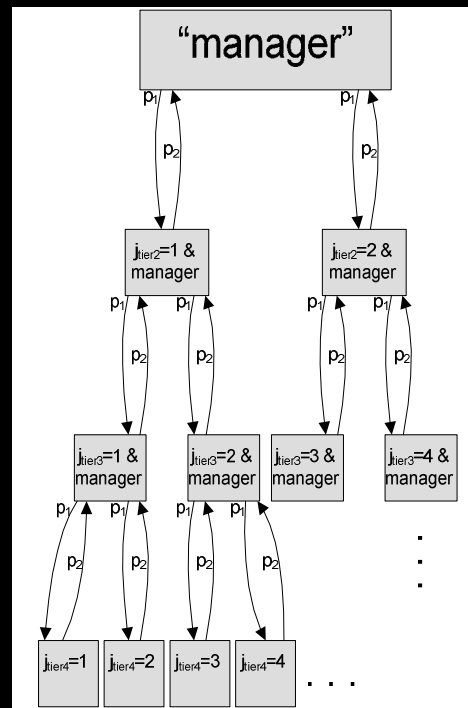 “manager”
p₁ p₁
p₂ p₂
jtier2=1 &
manager
jtier2=2 &
manager
p₁ p₁ p₁ p₁
p₂ p₂ p₂ p₂
jtier3=1 &
manager
jtier3=2 &
manager
jtier3=3 &
manager
jtier3=4 &
manager
p₁ p₁ p₁ p₁
p₂ p₂ p₂ p₂
jtier4=1 jtier4=2 jtier4=3 jtier4=4 . . .